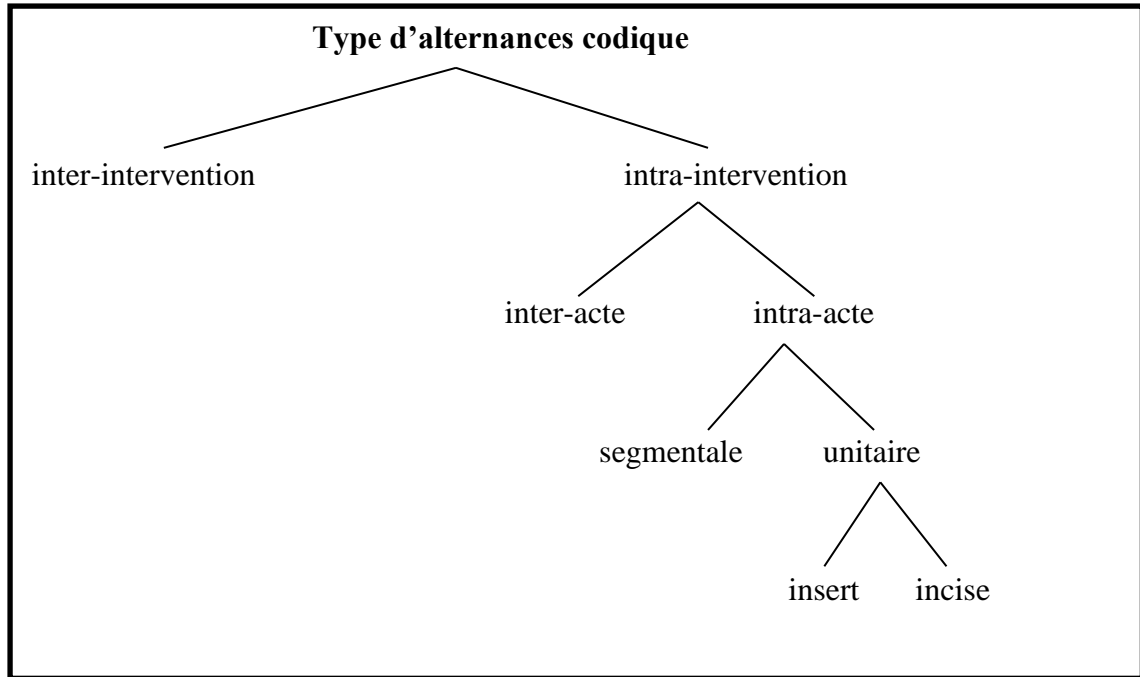 Type d’alternances codique
inter-intervention intra-intervention
inter-acte intra-acte
segmentale unitaire
insert incise